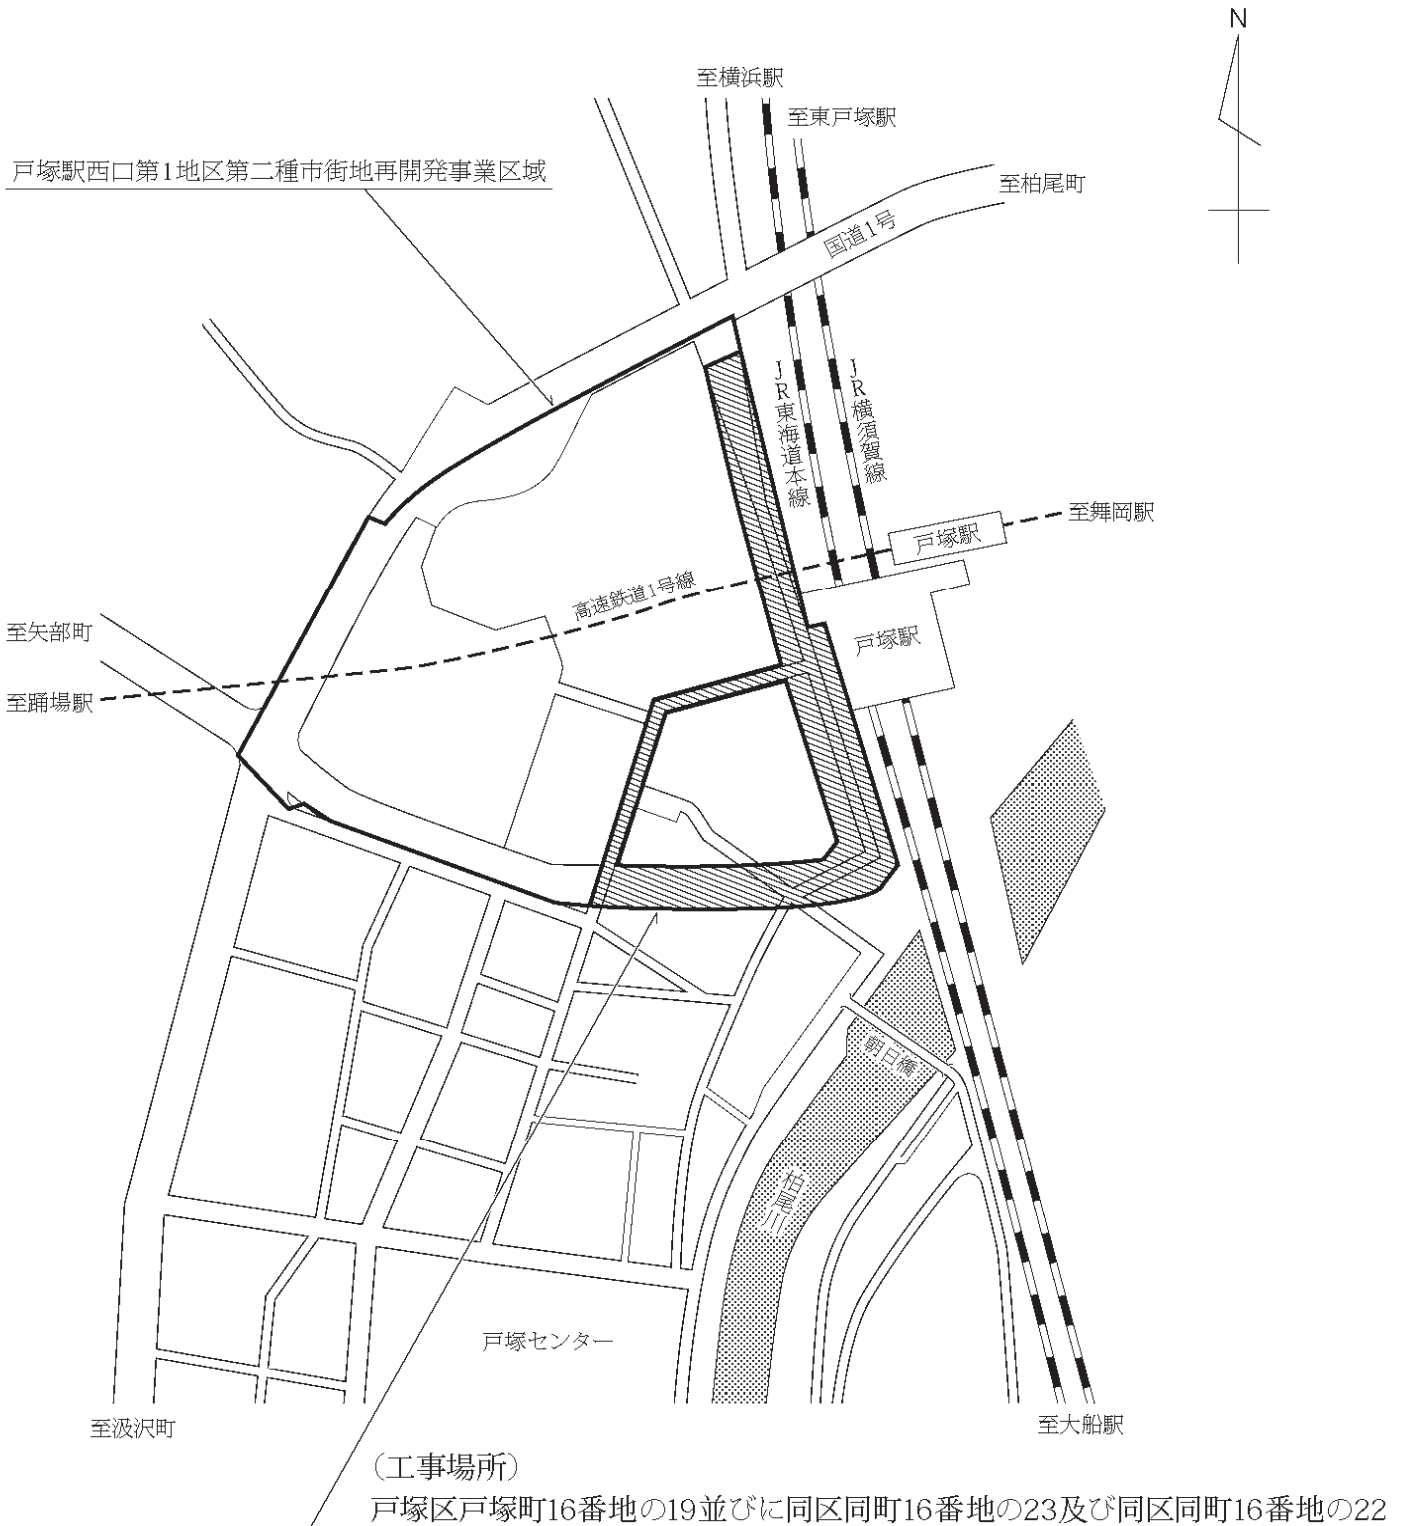 N
至横浜駅
至東戸塚駅
戸塚駅西口第1地区第二種市街地再開発事業区域
至柏尾町
国道1号
JR東海道本線
JR横須賀線
至舞岡駅
戸塚駅
高速鉄道1号線
至矢部町
戸塚駅
至踊場駅
朝日橋
柏尾川
戸塚センター
至汲沢町
至大船駅
（工事場所）
戸塚区戸塚町16番地の19並びに同区同町16番地の23及び同区同町16番地の22